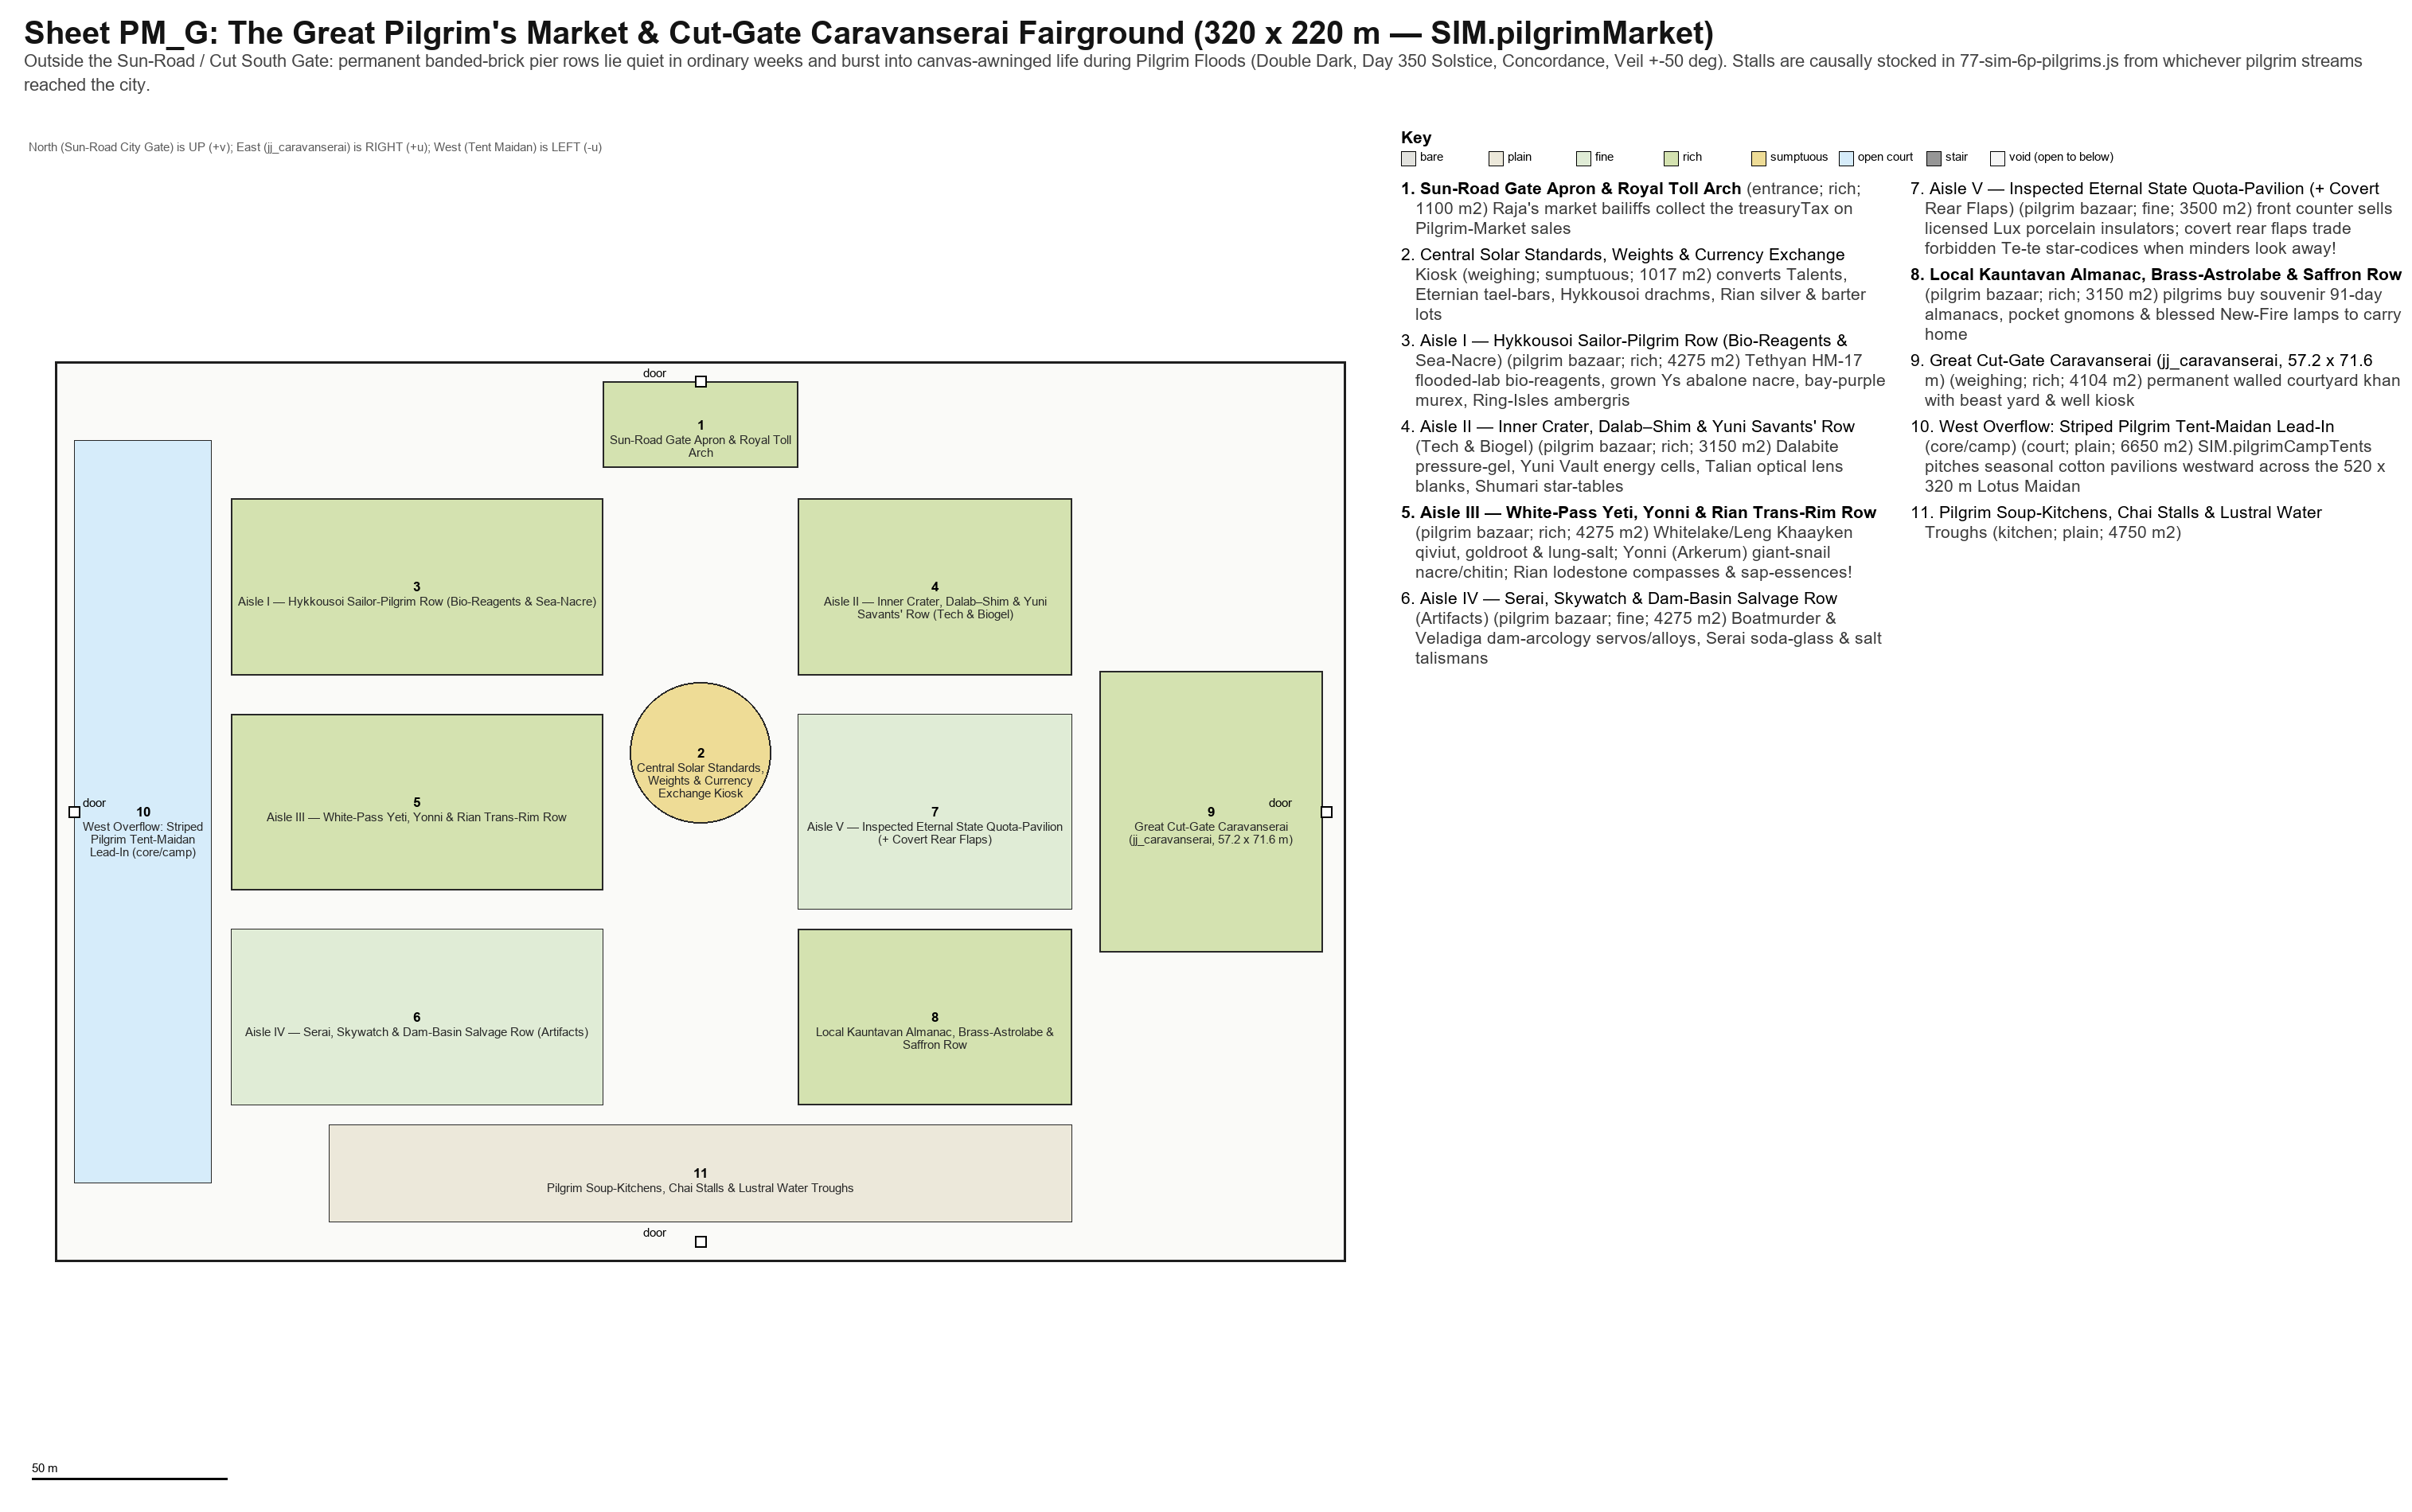 Sheet PM_G: The Great Pilgrim's Market & Cut-Gate Caravanserai Fairground (320 x 220 m — SIM.pilgrimMarket)
Outside the Sun-Road / Cut South Gate: permanent banded-brick pier rows lie quiet in ordinary weeks and burst into canvas-awninged life during Pilgrim Floods (Double Dark, Day 350 Solstice, Concordance, Veil +-50 deg). Stalls are causally stocked in 77-sim-6p-pilgrims.js from whichever pilgrim streams
reached the city.
North (Sun-Road City Gate) is UP (+v); East (jj_caravanserai) is RIGHT (+u); West (Tent Maidan) is LEFT (-u)
door
1
Sun-Road Gate Apron & Royal Toll
Arch
3
Aisle I — Hykkousoi Sailor-Pilgrim Row (Bio-Reagents & Sea-Nacre)
4
Aisle II — Inner Crater, Dalab–Shim & Yuni
Savants' Row (Tech & Biogel)
2
Central Solar Standards,
Weights & Currency
Exchange Kiosk
door
10
West Overflow: Striped
Pilgrim Tent-Maidan
Lead-In (core/camp)
5
Aisle III — White-Pass Yeti, Yonni & Rian Trans-Rim Row
7
Aisle V — Inspected Eternal State Quota-Pavilion
(+ Covert Rear Flaps)
door
9
Great Cut-Gate Caravanserai
(jj_caravanserai, 57.2 x 71.6 m)
6
Aisle IV — Serai, Skywatch & Dam-Basin Salvage Row (Artifacts)
8
Local Kauntavan Almanac, Brass-Astrolabe &
Saffron Row
11
Pilgrim Soup-Kitchens, Chai Stalls & Lustral Water Troughs
door
50 m
Key
bare
plain
fine
rich
sumptuous
open court
stair
void (open to below)
1. Sun-Road Gate Apron & Royal Toll Arch (entrance; rich;
1100 m2) Raja's market bailiffs collect the treasuryTax on
Pilgrim-Market sales
2. Central Solar Standards, Weights & Currency Exchange
Kiosk (weighing; sumptuous; 1017 m2) converts Talents,
Eternian tael-bars, Hykkousoi drachms, Rian silver & barter
lots
3. Aisle I — Hykkousoi Sailor-Pilgrim Row (Bio-Reagents &
Sea-Nacre) (pilgrim bazaar; rich; 4275 m2) Tethyan HM-17
flooded-lab bio-reagents, grown Ys abalone nacre, bay-purple
murex, Ring-Isles ambergris
4. Aisle II — Inner Crater, Dalab–Shim & Yuni Savants' Row
(Tech & Biogel) (pilgrim bazaar; rich; 3150 m2) Dalabite
pressure-gel, Yuni Vault energy cells, Talian optical lens
blanks, Shumari star-tables
5. Aisle III — White-Pass Yeti, Yonni & Rian Trans-Rim Row
(pilgrim bazaar; rich; 4275 m2) Whitelake/Leng Khaayken
qiviut, goldroot & lung-salt; Yonni (Arkerum) giant-snail
nacre/chitin; Rian lodestone compasses & sap-essences!
6. Aisle IV — Serai, Skywatch & Dam-Basin Salvage Row
(Artifacts) (pilgrim bazaar; fine; 4275 m2) Boatmurder &
Veladiga dam-arcology servos/alloys, Serai soda-glass & salt
talismans
7. Aisle V — Inspected Eternal State Quota-Pavilion (+ Covert
Rear Flaps) (pilgrim bazaar; fine; 3500 m2) front counter sells
licensed Lux porcelain insulators; covert rear flaps trade
forbidden Te-te star-codices when minders look away!
8. Local Kauntavan Almanac, Brass-Astrolabe & Saffron Row
(pilgrim bazaar; rich; 3150 m2) pilgrims buy souvenir 91-day
almanacs, pocket gnomons & blessed New-Fire lamps to carry
home
9. Great Cut-Gate Caravanserai (jj_caravanserai, 57.2 x 71.6
m) (weighing; rich; 4104 m2) permanent walled courtyard khan
with beast yard & well kiosk
10. West Overflow: Striped Pilgrim Tent-Maidan Lead-In
(core/camp) (court; plain; 6650 m2) SIM.pilgrimCampTents
pitches seasonal cotton pavilions westward across the 520 x
320 m Lotus Maidan
11. Pilgrim Soup-Kitchens, Chai Stalls & Lustral Water
Troughs (kitchen; plain; 4750 m2)